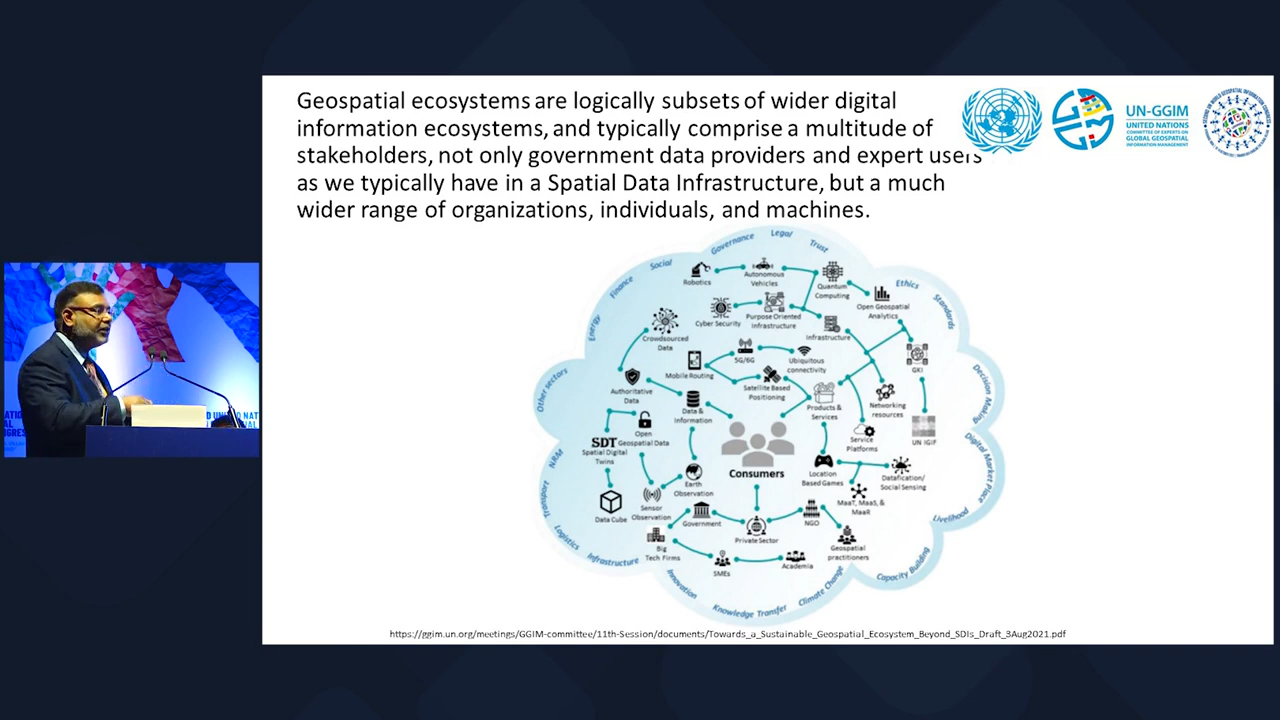 Geospatial ecosystems are logically subsets of wider digital
information ecosystems, and typically comprise a multitude of
stakeholders, not only government data providers and expert users
as we typically have in a Spatial Data Infrastructure, but a much
wider range of organizations, individuals, and machines.
UN-GGIM
UNITED NATIONS
COMMITTEE OF EXPERTS ON
GLOBAL GEOSPATIAL
INFORMATION MANAGEMENT
Other sectors
Energy
Finance
Social
Governance
Legal
Trust
Ethics
Standards
Decision Making
Digital Market Place
Livelihood
Capacity Building
Climate Change
Knowledge Transfer
Innovation
Infrastructure
Logistics
Transport
NRM
Robotics
Autonomous
Vehicles
Quantum
Computing
Open Geospatial
Analytics
Cyber Security
Purpose Oriented
Infrastructure
Infrastructure
Crowdsourced
Data
5G/6G
Ubiquitous
connectivity
GKI
Mobile Routing
Satellite Based
Positioning
Authoritative
Data
Data &
Information
Products &
Services
Networking
resources
Open
Geospatial Data
SDT
Spatial Digital
Twins
Service
Platforms
UN IGIF
Consumers
Location
Based Games
Datafication/
Social Sensing
Earth
Observation
Data Cube
Sensor
Observation
MaaT, MaaS, &
MaaR
Government
Private Sector
NGO
Big
Tech Firms
Geospatial
practitioners
SMEs
Academia
https://ggim.un.org/meetings/GGIM-committee/11th-Session/documents/Towards_a_Sustainable_Geospatial_Ecosystem_Beyond_SDIs_Draft_3Aug2021.pdf